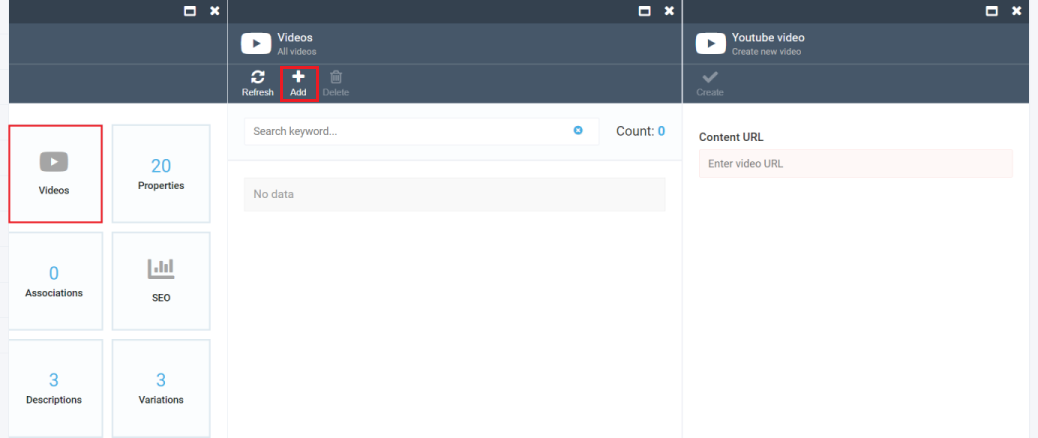 Videos
All videos
Refresh
Add
Delete
Youtube video
Create new video
Create
Videos
20
Properties
0
Associations
SEO
3
Descriptions
3
Variations
Search keyword...
Count: 0
No data
Content URL
Enter video URL